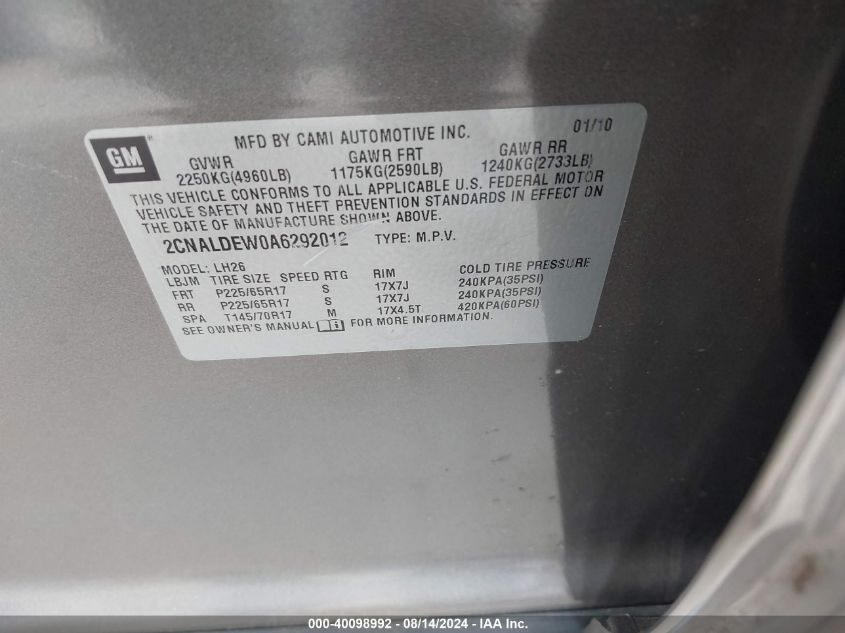 GM ®
MFD BY CAMI AUTOMOTIVE INC. 01/10
GVWR GAWR FRT GAWR RR
2250KG(4960LB) 1175KG(2590LB) 1240KG(2733LB)
THIS VEHICLE CONFORMS TO ALL APPLICABLE U.S. FEDERAL MOTOR
VEHICLE SAFETY AND THEFT PREVENTION STANDARDS IN EFFECT ON
THE DATE OF MANUFACTURE SHOWN ABOVE.
2CNALDEW0A6292012 TYPE: M.P.V.
MODEL: LH26
LBJM TIRE SIZE SPEED RTG RIM COLD TIRE PRESSURE
FRT P225/65R17 S 17X7J 240KPA(35PSI)
RR P225/65R17 S 17X7J 240KPA(35PSI)
SPA T145/70R17 M 17X4.5T 420KPA(60PSI)
SEE OWNER'S MANUAL FOR MORE INFORMATION.
000-40098992 - 08/14/2024 - IAA Inc.